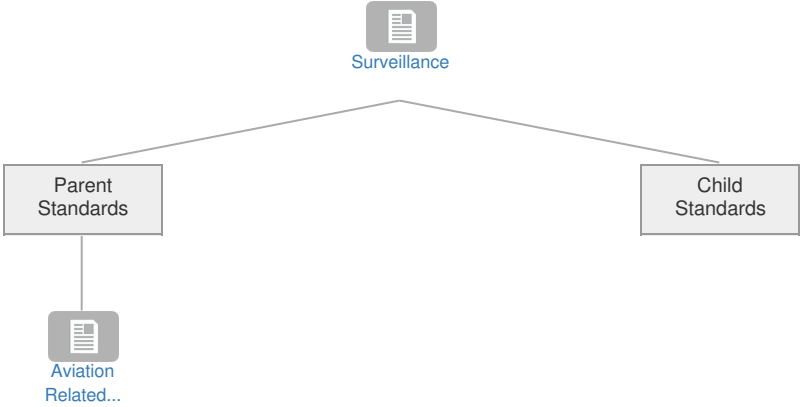 Surveillance
Parent
Standards
Child
Standards
Aviation
Related...